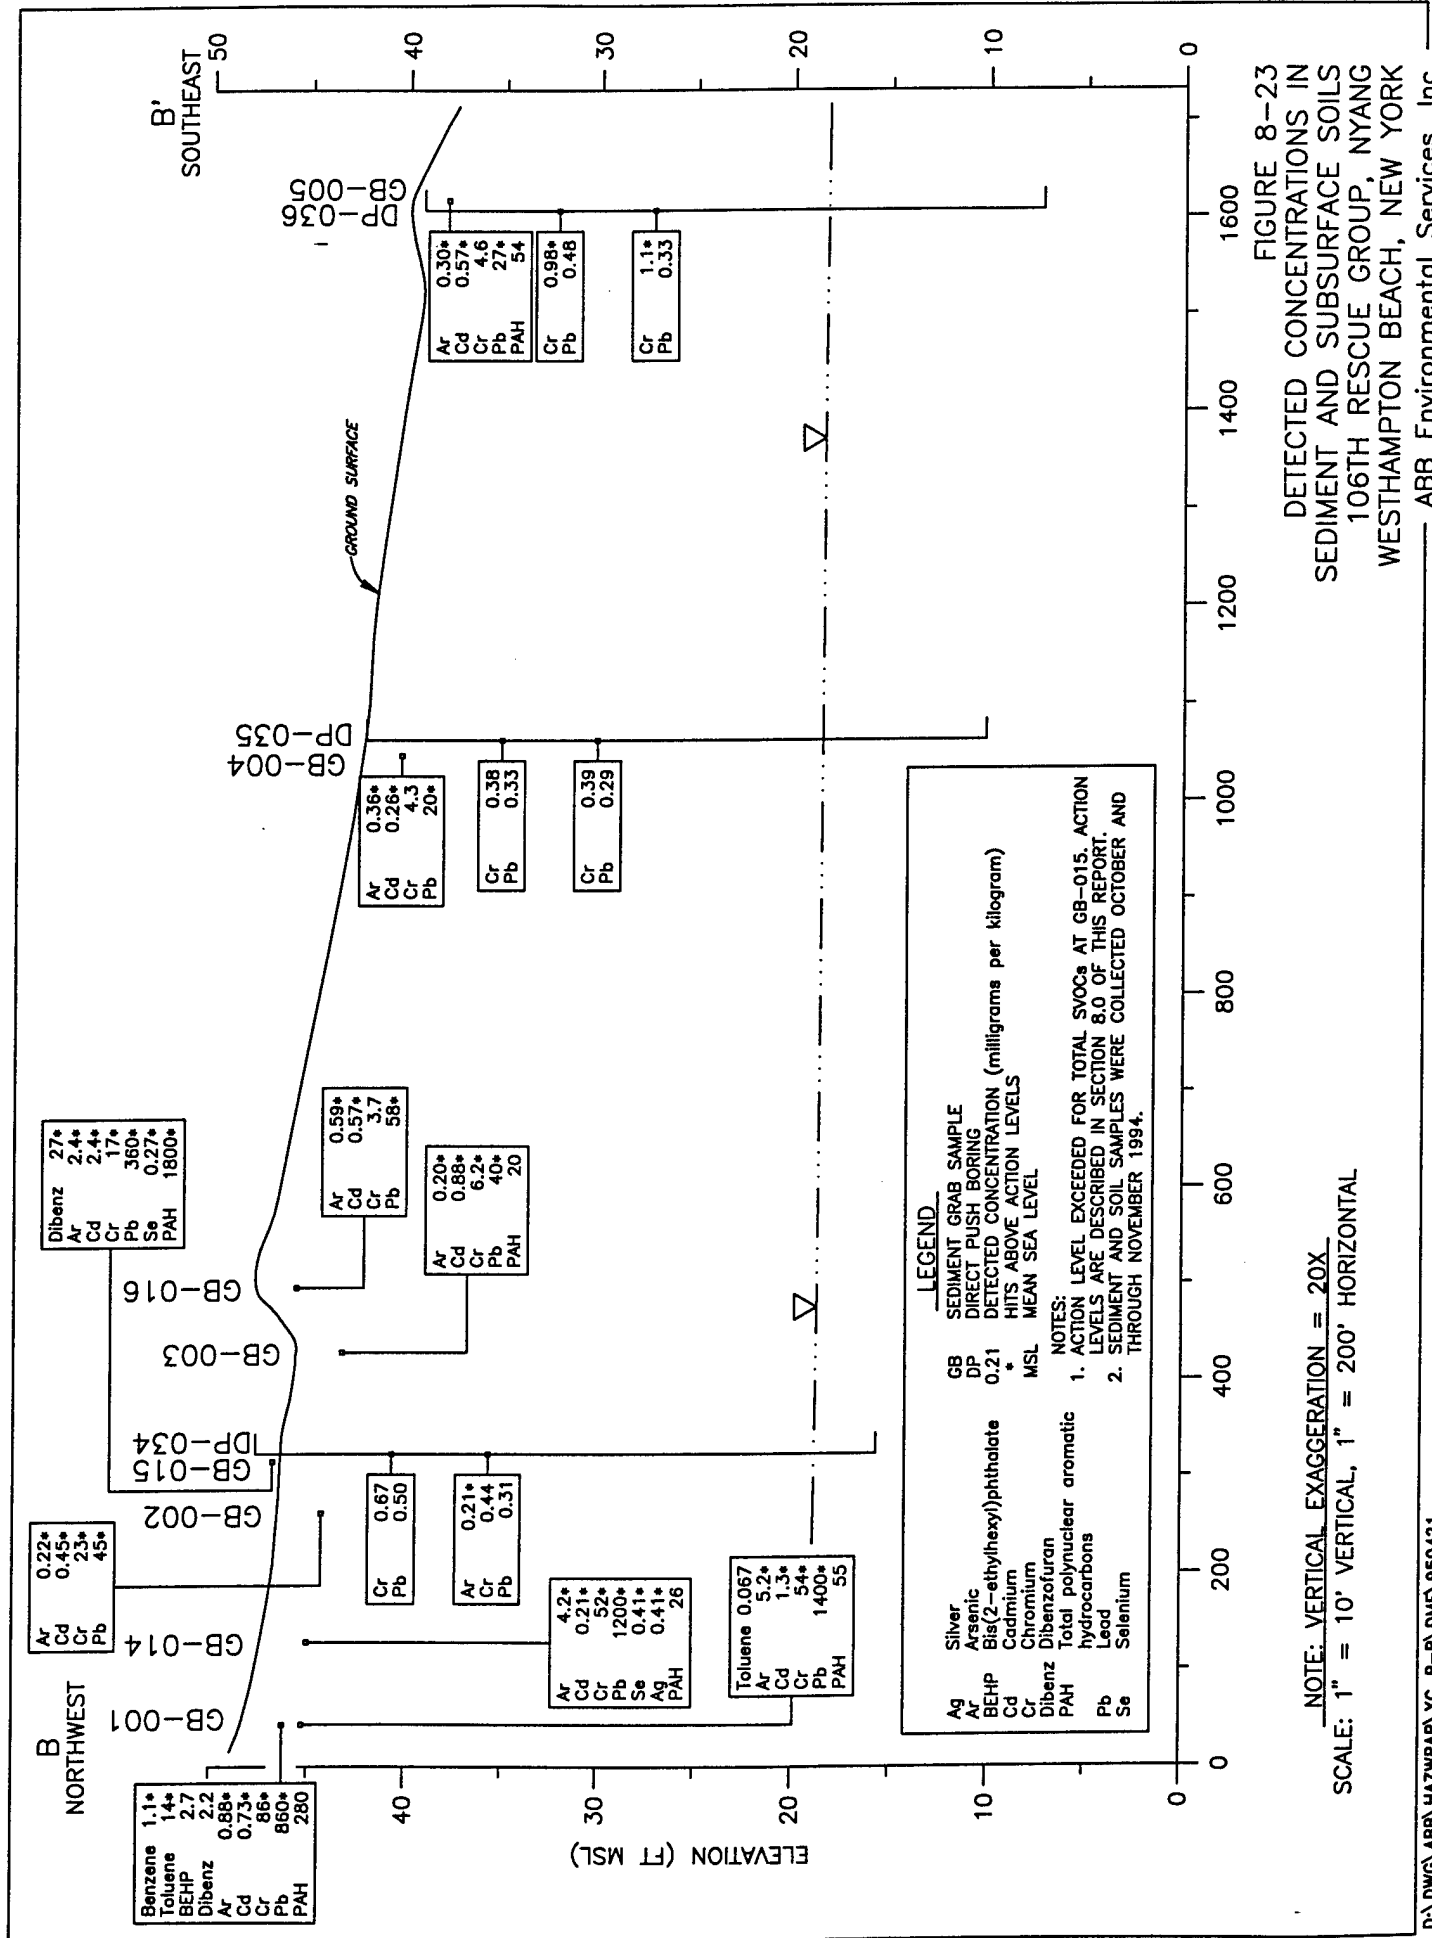 B
NORTHWEST
B'
SOUTHEAST
GB-001
GB-014
GB-002
GB-015
DP-034
GB-003
GB-016
GB-004
DP-035
DP-036
GB-005
GROUND SURFACE
Benzene 1.1*
Toluene 14*
BEHP 2.7
Dibenz 2.2
Ar 0.88*
Cd 0.73*
Cr 86*
Pb 860*
PAH 280
Ar 0.22*
Cd 0.45*
Cr 23*
Pb 45*
Dibenz 27*
Ar 2.4*
Cd 2.4*
Cr 17*
Pb 360*
Se 0.27*
PAH 1800*
Ar 0.59*
Cd 0.57*
Cr 3.7
Pb 58*
Ar 0.20*
Cd 0.88*
Cr 6.2*
Pb 40*
PAH 20
Cr 0.67
Pb 0.50
Ar 0.21*
Cr 0.44
Pb 0.31
Ar 4.2*
Cd 0.21*
Cr 52*
Pb 1200*
Se 0.41*
Ag 0.41*
PAH 26
Toluene 0.067
Ar 5.2*
Cd 1.3*
Cr 54*
Pb 1400*
PAH 55
Ar 0.36*
Cd 0.26*
Cr 4.3
Pb 20*
Cr 0.38
Pb 0.33
Cr 0.39
Pb 0.29
Ar 0.30*
Cd 0.57*
Cr 4.6
Pb 27*
PAH 54
Cr 0.98*
Pb 0.48
Cr 1.1*
Pb 0.33
ELEVATION (FT MSL)
40
30
20
10
0
50
40
30
20
10
0
0 200 400 600 800 1000 1200 1400 1600
LEGEND
Ag Silver
Ar Arsenic
BEHP Bis(2-ethylhexyl)phthalate
Cd Cadmium
Cr Chromium
Dibenz Dibenzofuran
PAH Total polynuclear aromatic
hydrocarbons
Pb Lead
Se Selenium
GB SEDIMENT GRAB SAMPLE
DP DIRECT PUSH BORING
0.21 DETECTED CONCENTRATION (milligrams per kilogram)
* HITS ABOVE ACTION LEVELS
MSL MEAN SEA LEVEL
NOTES:
1. ACTION LEVEL EXCEEDED FOR TOTAL SVOCs AT GB-015. ACTION
LEVELS ARE DESCRIBED IN SECTION 8.0 OF THIS REPORT.
2. SEDIMENT AND SOIL SAMPLES WERE COLLECTED OCTOBER AND
THROUGH NOVEMBER 1994.
NOTE: VERTICAL EXAGGERATION = 20X
SCALE: 1" = 10' VERTICAL, 1" = 200' HORIZONTAL
FIGURE 8-23
DETECTED CONCENTRATIONS IN
SEDIMENT AND SUBSURFACE SOILS
106TH RESCUE GROUP, NYANG
WESTHAMPTON BEACH, NEW YORK
ABB Environmental Services, Inc.